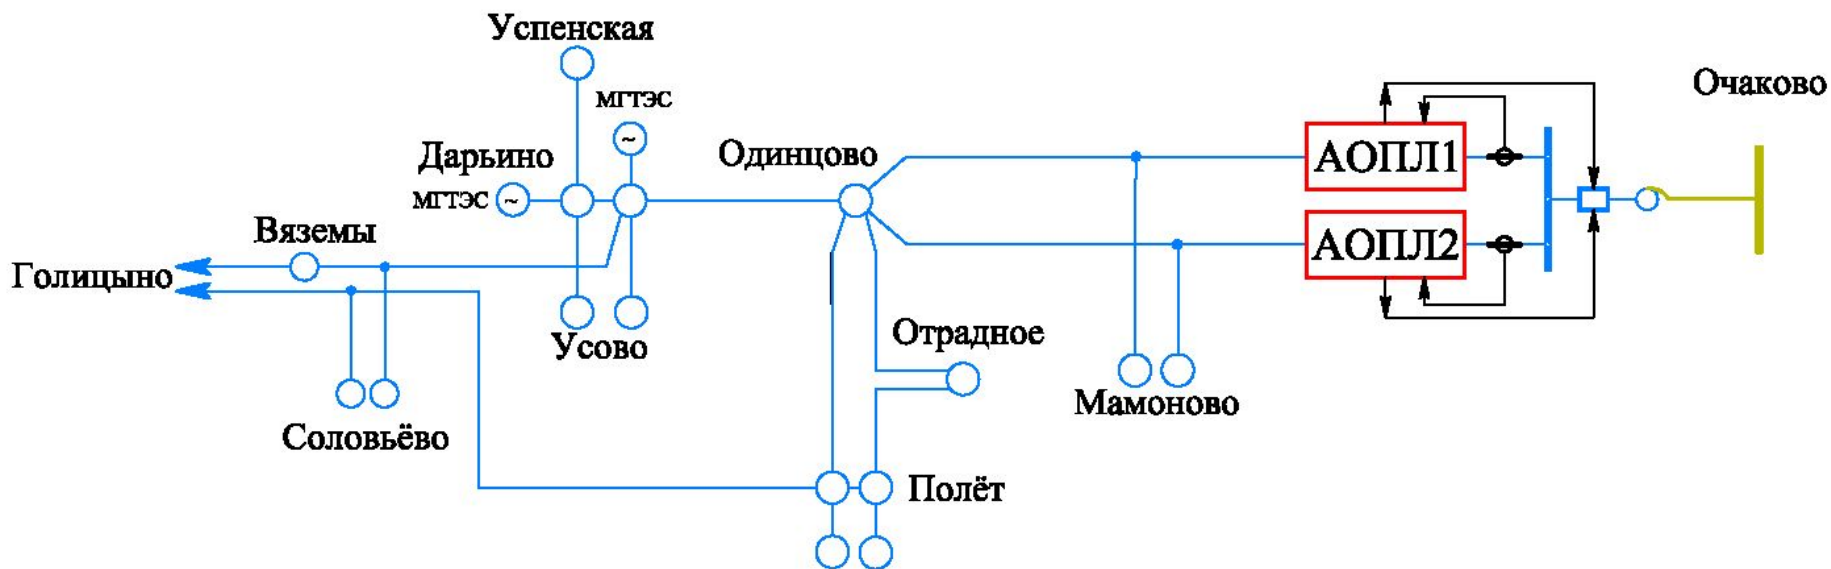 Успенская
Очаково
МГТЭС
АОПЛ1
Дарьино
Одинцово
МГТЭС
~
~
Вяземы
АОПЛ2
Голицыно
Отрадное
Усово
Мамоново
Соловьёво
Полёт